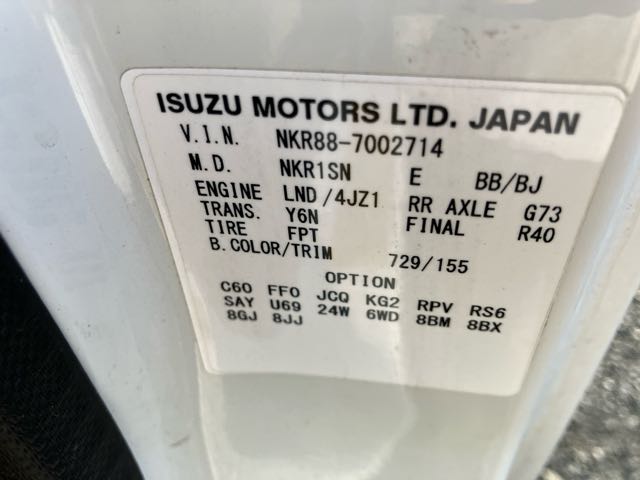 ISUZU MOTORS LTD. JAPAN
V.I.N. NKR88-7002714
M.D. NKR1SN E BB/BJ
ENGINE LND/4JZ1 RR AXLE G73
TRANS. Y6N FINAL R40
TIRE FPT
B.COLOR/TRIM 729/155
OPTION
C60 FF0 JCQ KG2 RPV RS6
SAY U69 24W 6WD 8BM 8BX
8GJ 8JJ